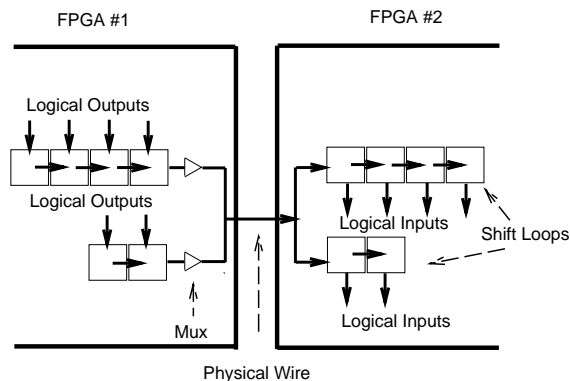 FPGA #1
FPGA #2
Logical Outputs
Logical Outputs
Logical Inputs
Shift Loops
Logical Inputs
Mux
Physical Wire